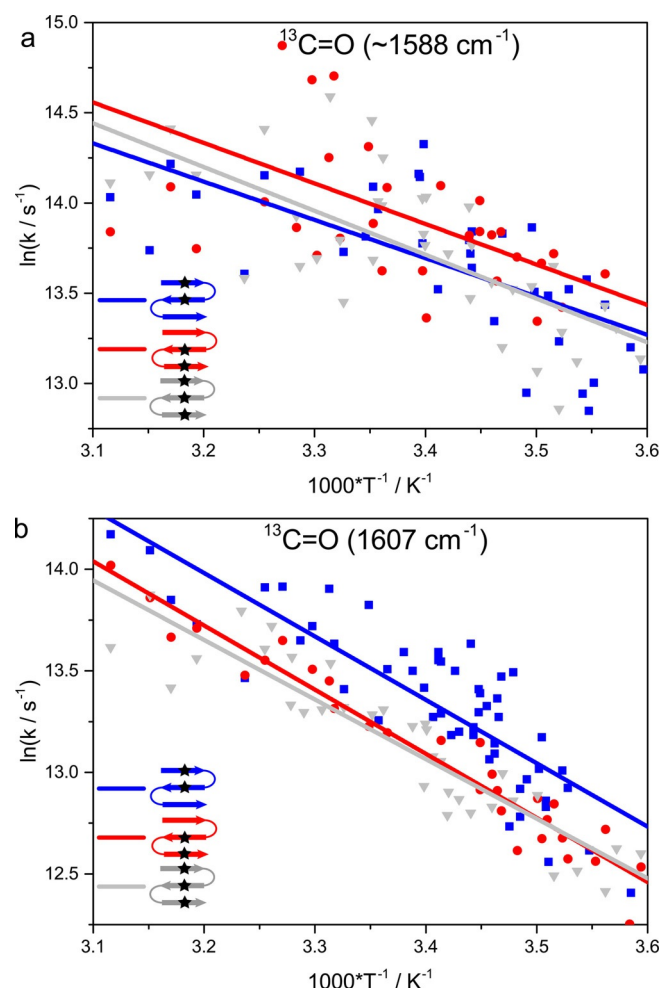 a
¹³C=O (~1588 cm⁻¹)
15.0
14.5
14.0
13.5
13.0
ln(k / s⁻¹)
3.1 3.2 3.3 3.4 3.5 3.6
1000*T⁻¹ / K⁻¹
b
¹³C=O (1607 cm⁻¹)
14.0
13.5
13.0
12.5
ln(k / s⁻¹)
3.1 3.2 3.3 3.4 3.5 3.6
1000*T⁻¹ / K⁻¹